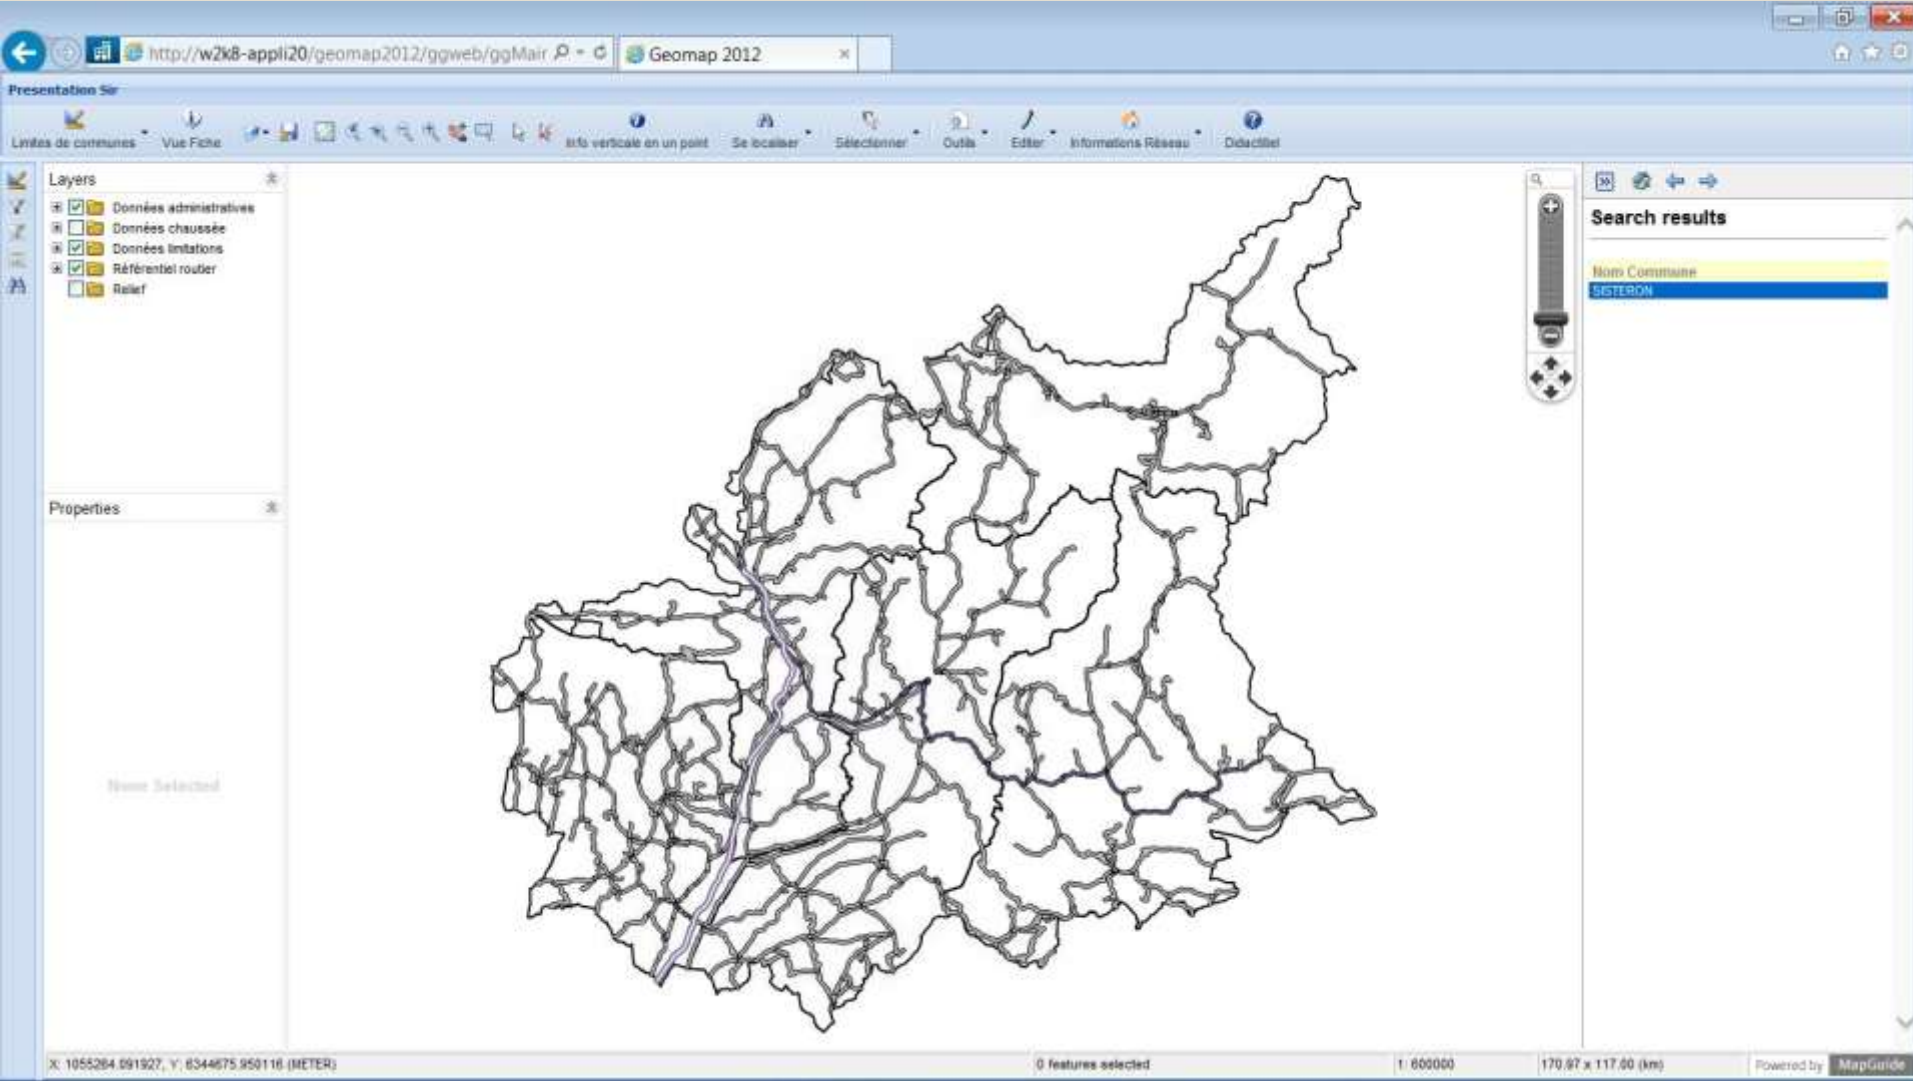 http://w2k8-appli20/geomap2012/ggweb/ggMair
Geomap 2012
Presentation Sir
Limites de communes
Vue Fiche
Info verticale en un point
Se localiser
Sélectionner
Outils
Editer
Informations Réseau
Didacticiel
Layers
Données administratives
Données chaussée
Données limitations
Référentiel routier
Relief
Properties
None Selected
Search results
Nom Commune
SISTERON
X: 1055264.091927, Y: 6344675.950116 (METER)
0 features selected
1: 600000
170.97 x 117.00 (km)
Powered by MapGuide